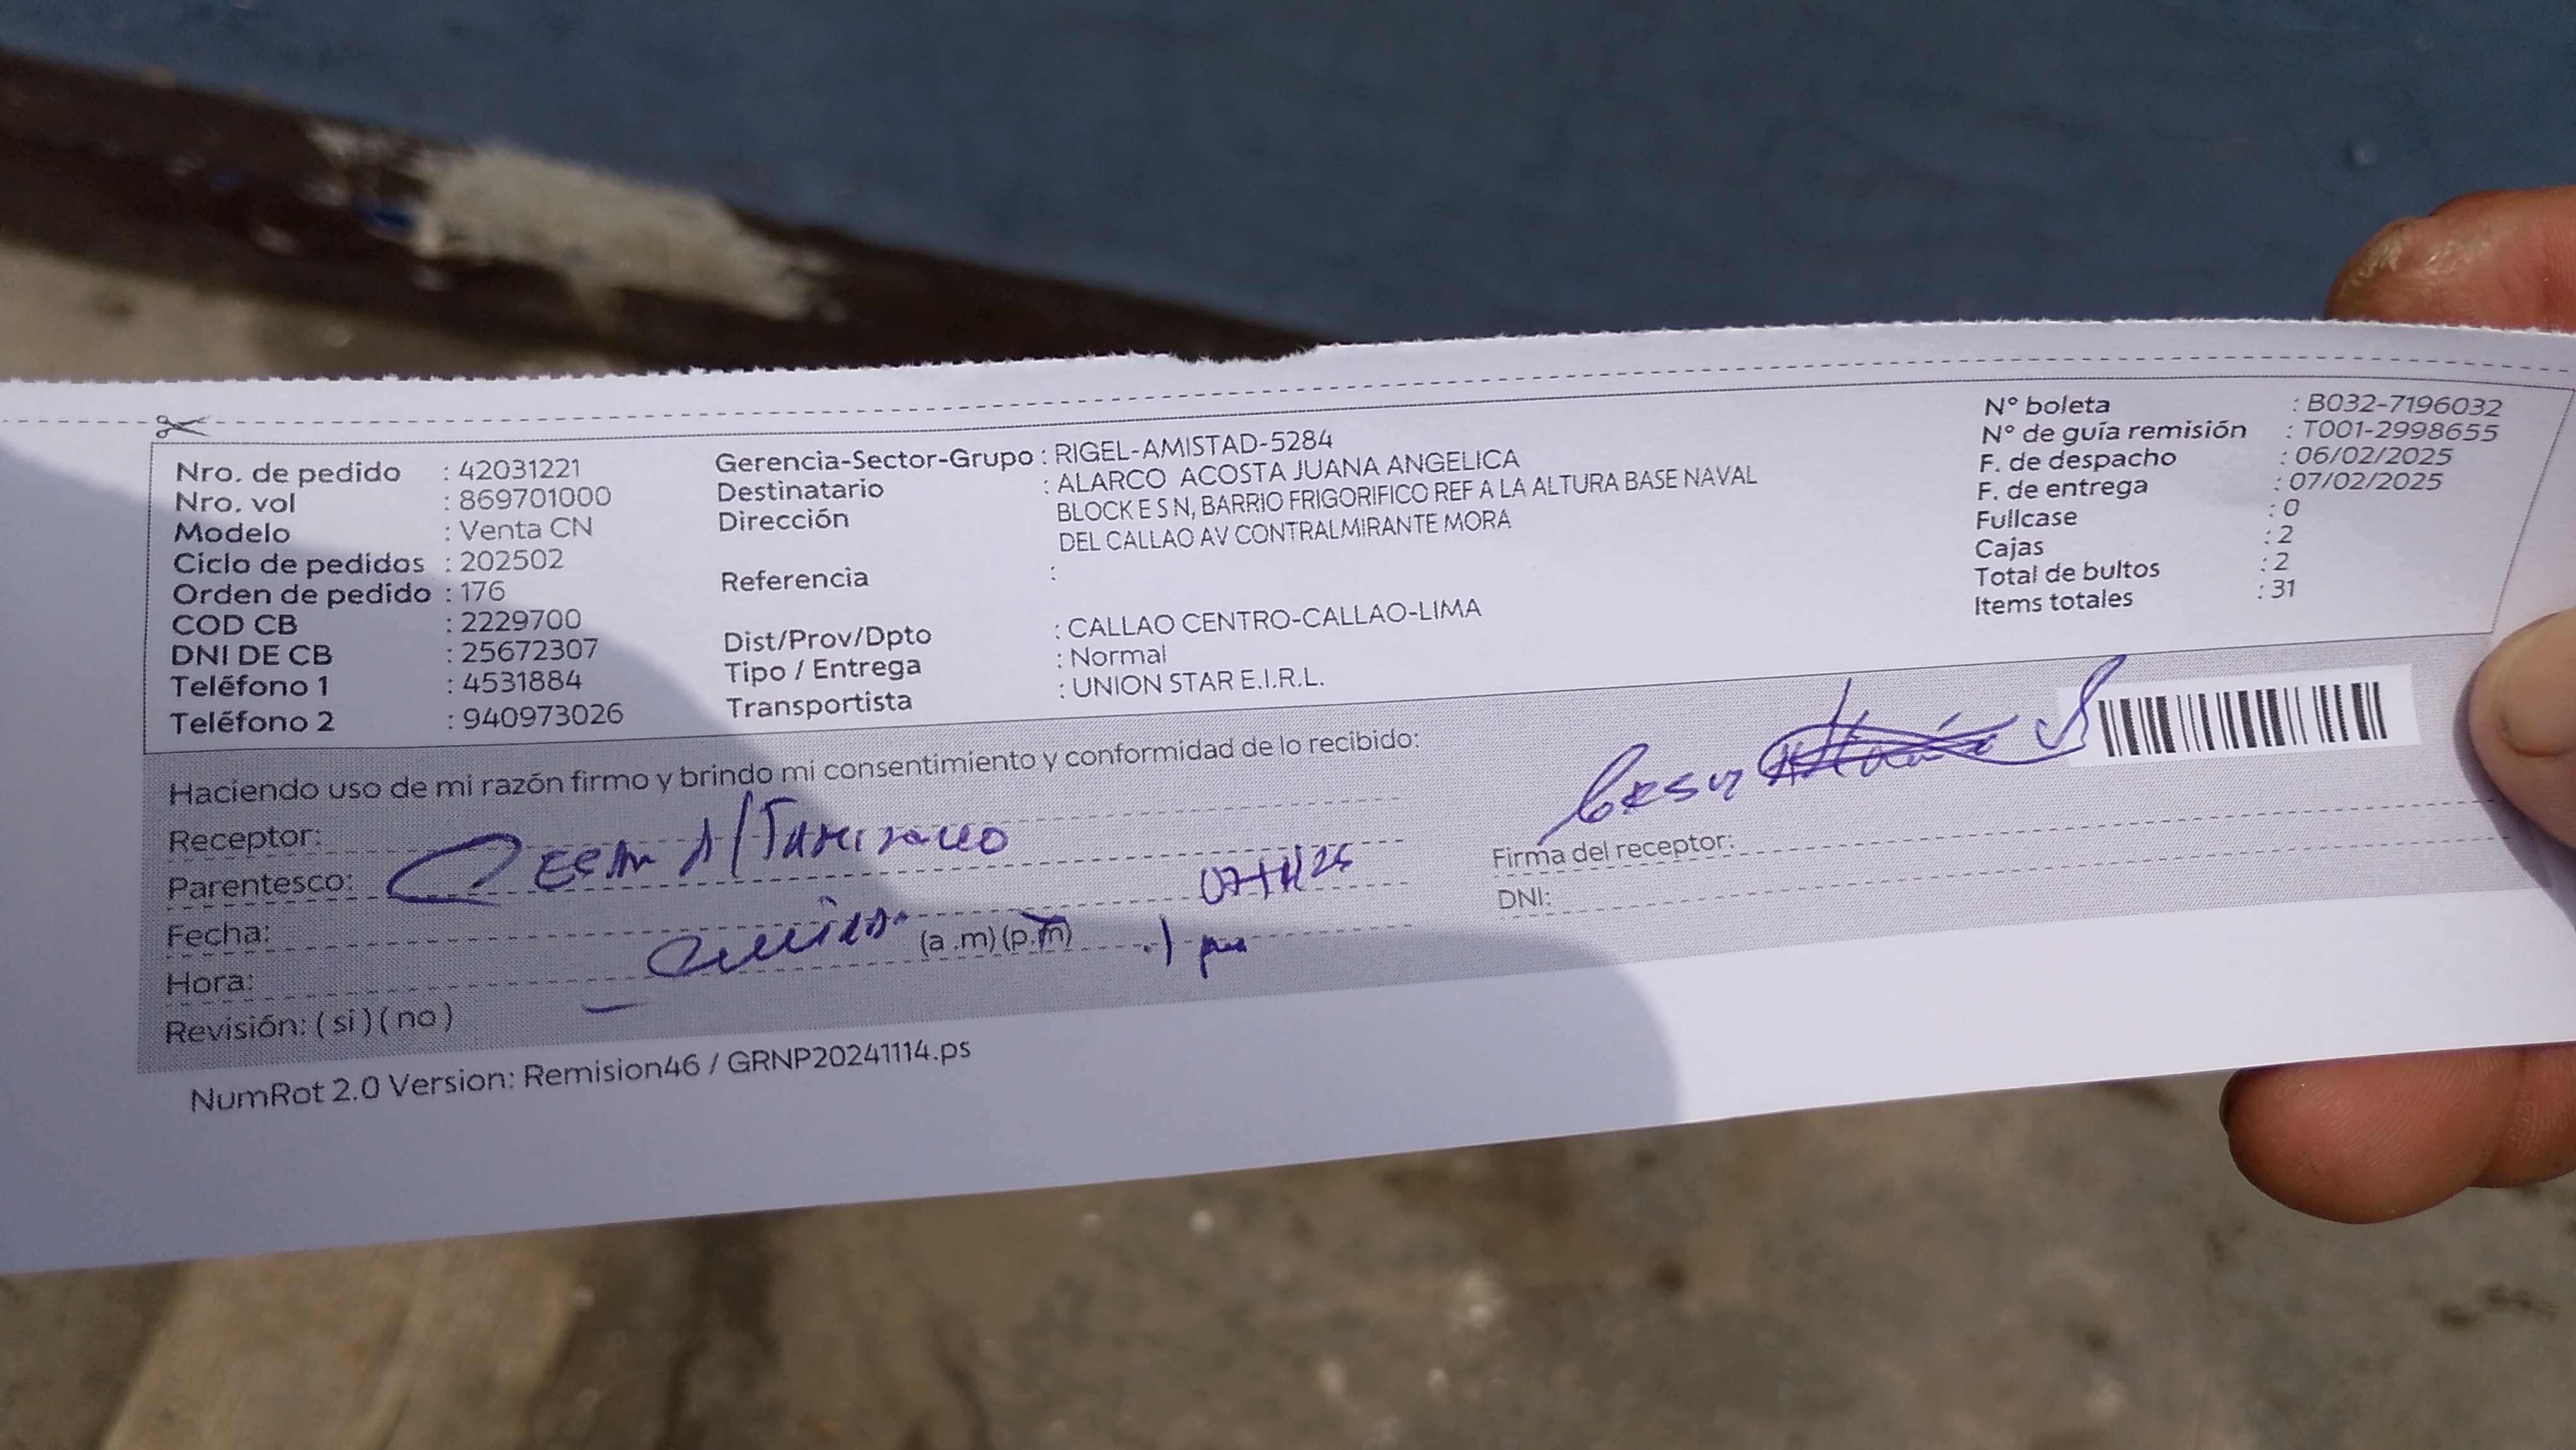 Nro. de pedido : 42031221
Nro. vol : 869701000
Modelo : Venta CN
Ciclo de pedidos : 202502
Orden de pedido : 176
COD CB : 2229700
DNI DE CB : 25672307
Teléfono 1 : 4531884
Teléfono 2 : 940973026
Gerencia-Sector-Grupo : RIGEL-AMISTAD-5284
Destinatario : ALARCO ACOSTA JUANA ANGELICA
Dirección BLOCK E S N, BARRIO FRIGORIFICO REF A LA ALTURA BASE NAVAL
DEL CALLAO AV CONTRALMIRANTE MORA
Referencia :
Dist/Prov/Dpto : CALLAO CENTRO-CALLAO-LIMA
Tipo / Entrega : Normal
Transportista : UNION STAR E.I.R.L.
N° boleta : B032-7196032
N° de guía remisión : T001-2998655
F. de despacho : 06/02/2025
F. de entrega : 07/02/2025
Fullcase : 0
Cajas : 2
Total de bultos : 2
Items totales : 31
Haciendo uso de mi razón firmo y brindo mi consentimiento y conformidad de lo recibido:
Receptor:
Parentesco:
Fecha:
Hora: (a .m) (p.m) 1 pm
Revisión: ( si ) ( no )
Firma del receptor:
DNI:
NumRot 2.0 Version: Remision46 / GRNP20241114.ps